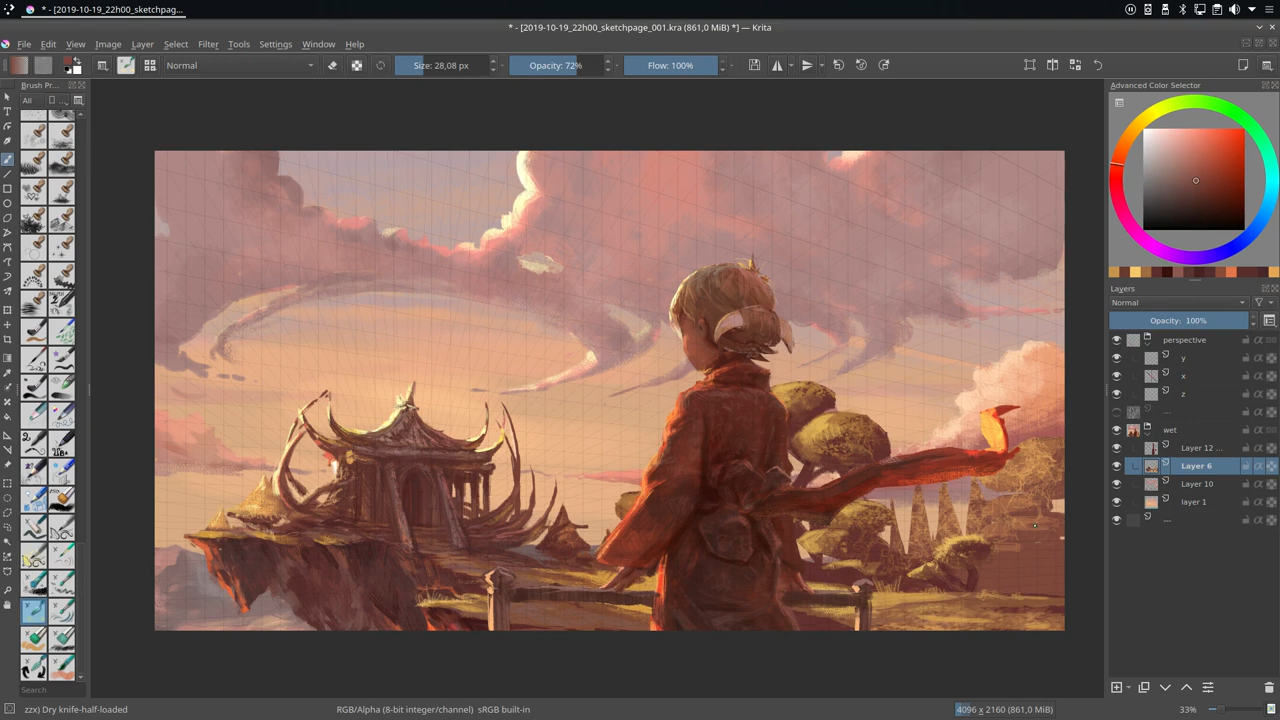 * - [2019-10-19_22h00_sketchpag...
* - [2019-10-19_22h00_sketchpage_001.kra (861,0 MiB) *] — Krita
File Edit View Image Layer Select Filter Tools Settings Window Help
Normal Size: 28,08 px Opacity: 72% Flow: 100%
Brush Pr...
All
Search
Advanced Color Selector
Layers
Normal
Opacity: 100%
perspective
y
x
z
...
wet
Layer 12 ...
Layer 6
Layer 10
layer 1
...
zzx) Dry knife-half-loaded
RGB/Alpha (8-bit integer/channel) sRGB built-in
4096 x 2160 (861,0 MiB)
33%